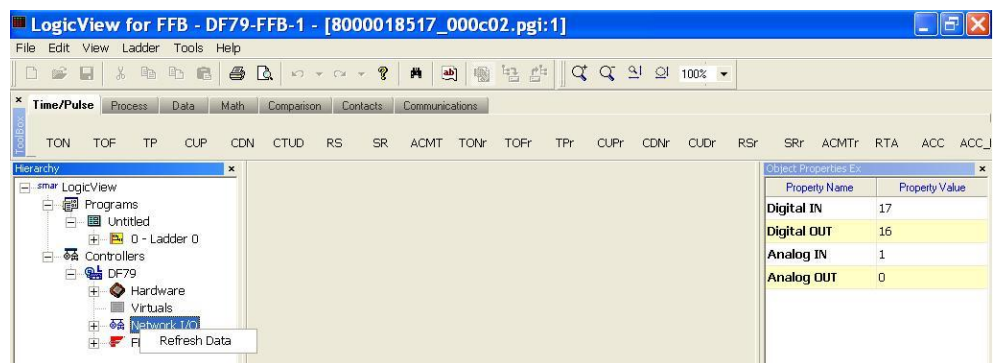 LogicView for FFB - DF79-FFB-1 - [8000018517_000c02.pgi:1]
File Edit View Ladder Tools Help
100%
Time/Pulse Process Data Math Comparison Contacts Communications
ToolBox
TON TOF TP CUP CDN CTUD RS SR ACMT TONr TOFr TPr CUPr CDNr CUDr RSr SRr ACMTr RTA ACC
Hierarchy
smar LogicView
Programs
Untitled
0 - Ladder 0
Controllers
DF79
Hardware
Virtuals
Network I/O
Refresh Data
Object Properties Ex
Property Name Property Value
Digital IN 17
Digital OUT 16
Analog IN 1
Analog OUT 0